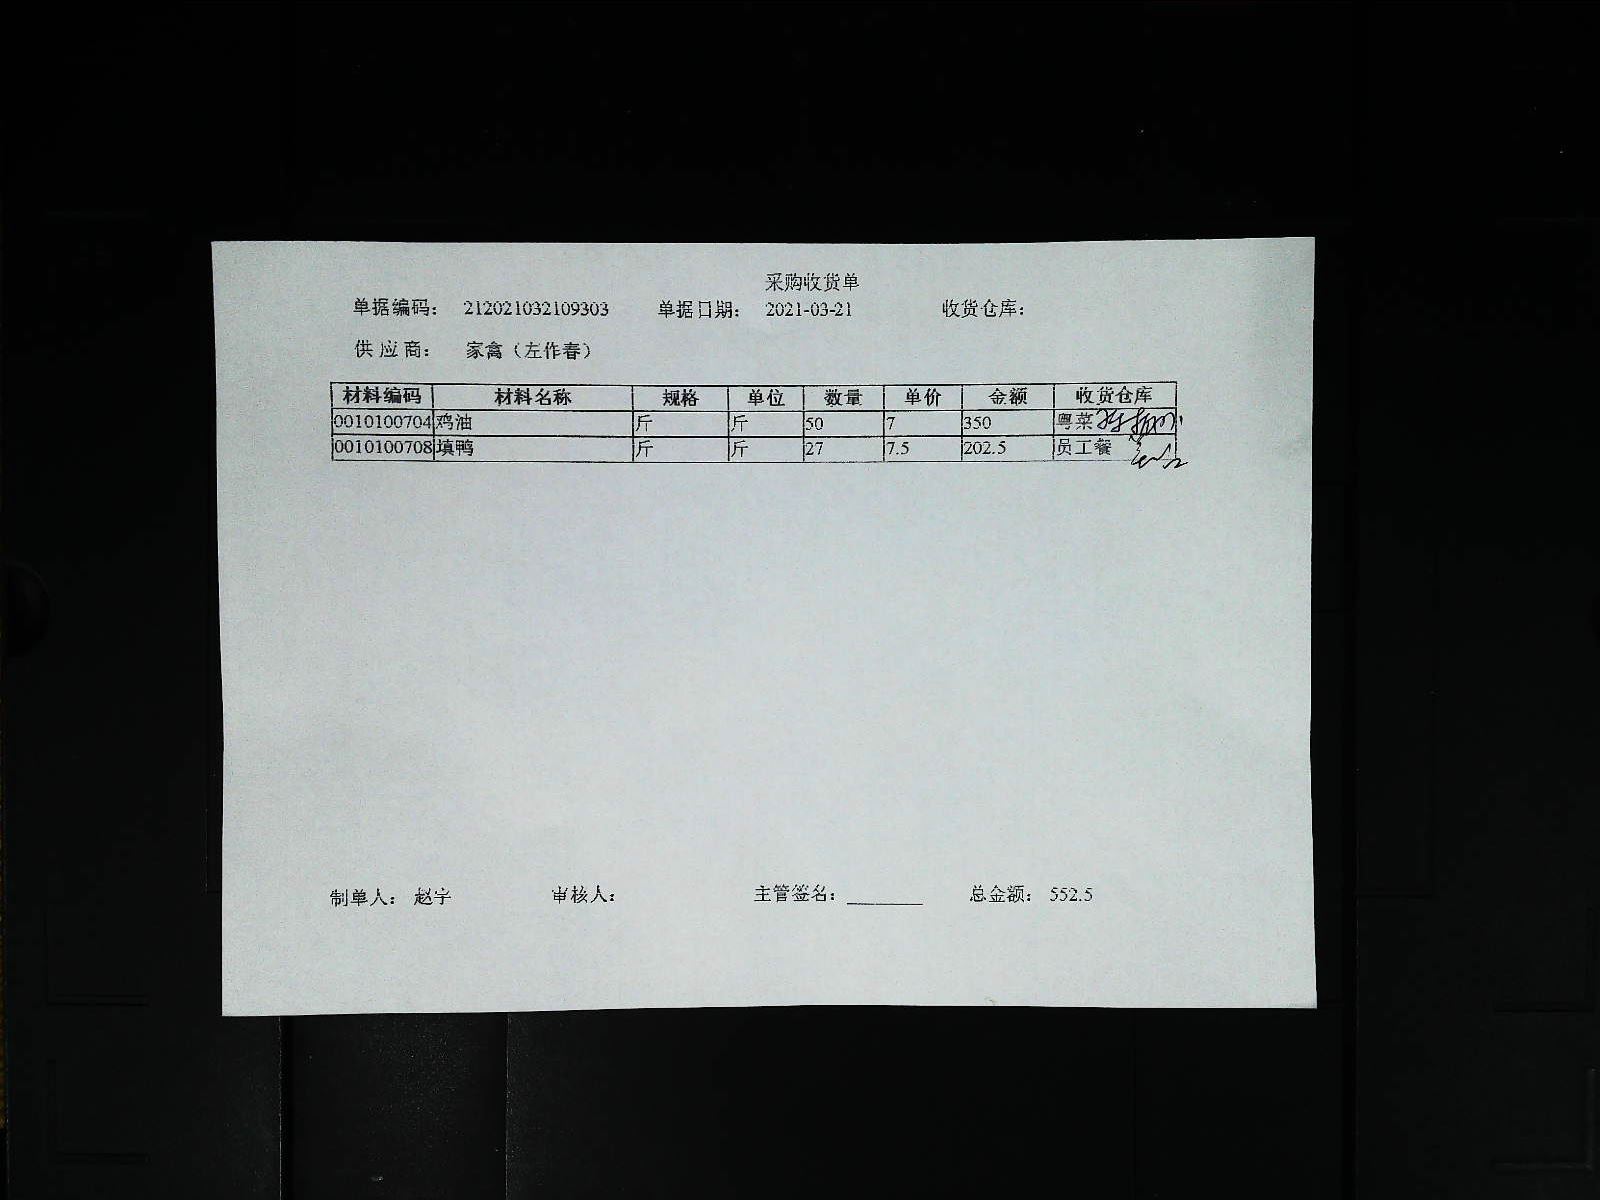 采购收货单
单据编码： 212021032109303 单据日期： 2021-03-21 收货仓库：
供 应 商： 家禽（左作春）
材料编码 材料名称 规格 单位 数量 单价 金额 收货仓库
0010100704 鸡油 斤 斤 50 7 350 粤菜
0010100708 填鸭 斤 斤 27 7.5 202.5 员工餐
制单人： 赵宇 审核人： 主管签名：________ 总金额： 552.5